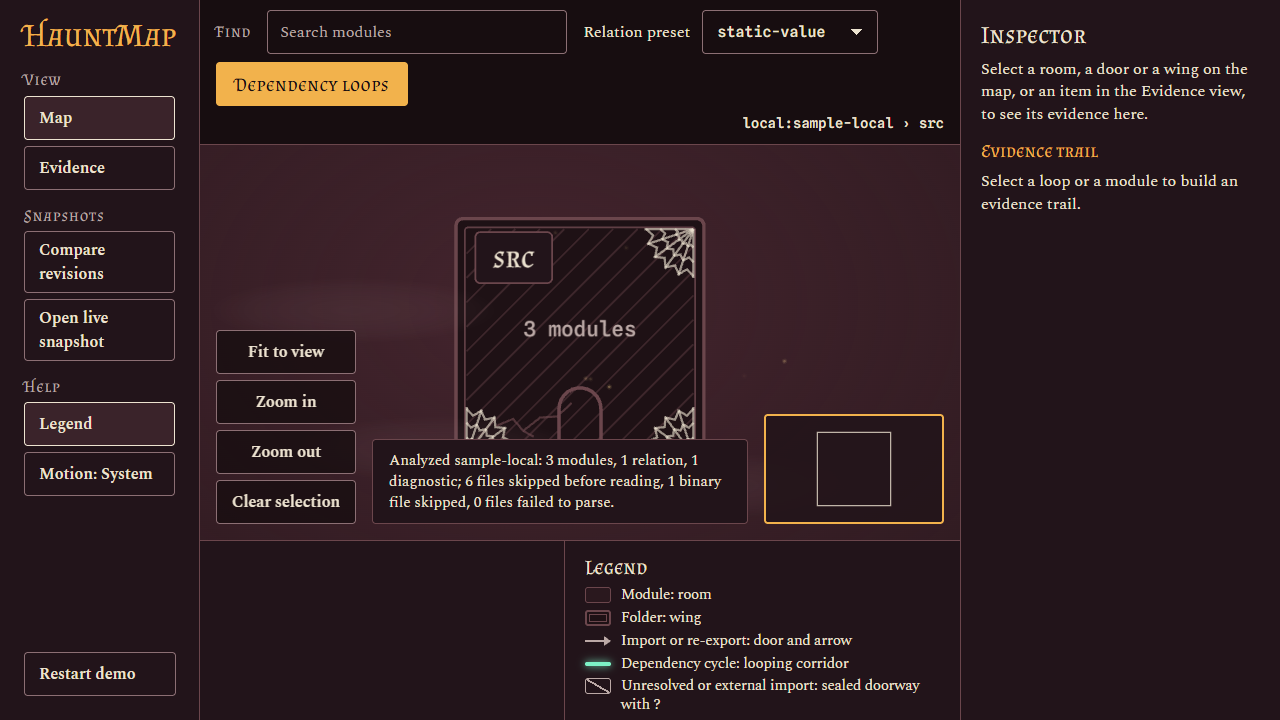 HauntMap
View
Map
Evidence
Snapshots
Compare
revisions
Open live
snapshot
Help
Legend
Motion: System
Restart demo
Find
Search modules
Relation preset
static-value
Dependency loops
local:sample-local › src
SRC
3 modules
Fit to view
Zoom in
Zoom out
Clear selection
Analyzed sample-local: 3 modules, 1 relation, 1
diagnostic; 6 files skipped before reading, 1 binary
file skipped, 0 files failed to parse.
Legend
Module: room
Folder: wing
Import or re-export: door and arrow
Dependency cycle: looping corridor
Unresolved or external import: sealed doorway
with ?
Inspector
Select a room, a door or a wing on the
map, or an item in the Evidence view,
to see its evidence here.
Evidence trail
Select a loop or a module to build an
evidence trail.